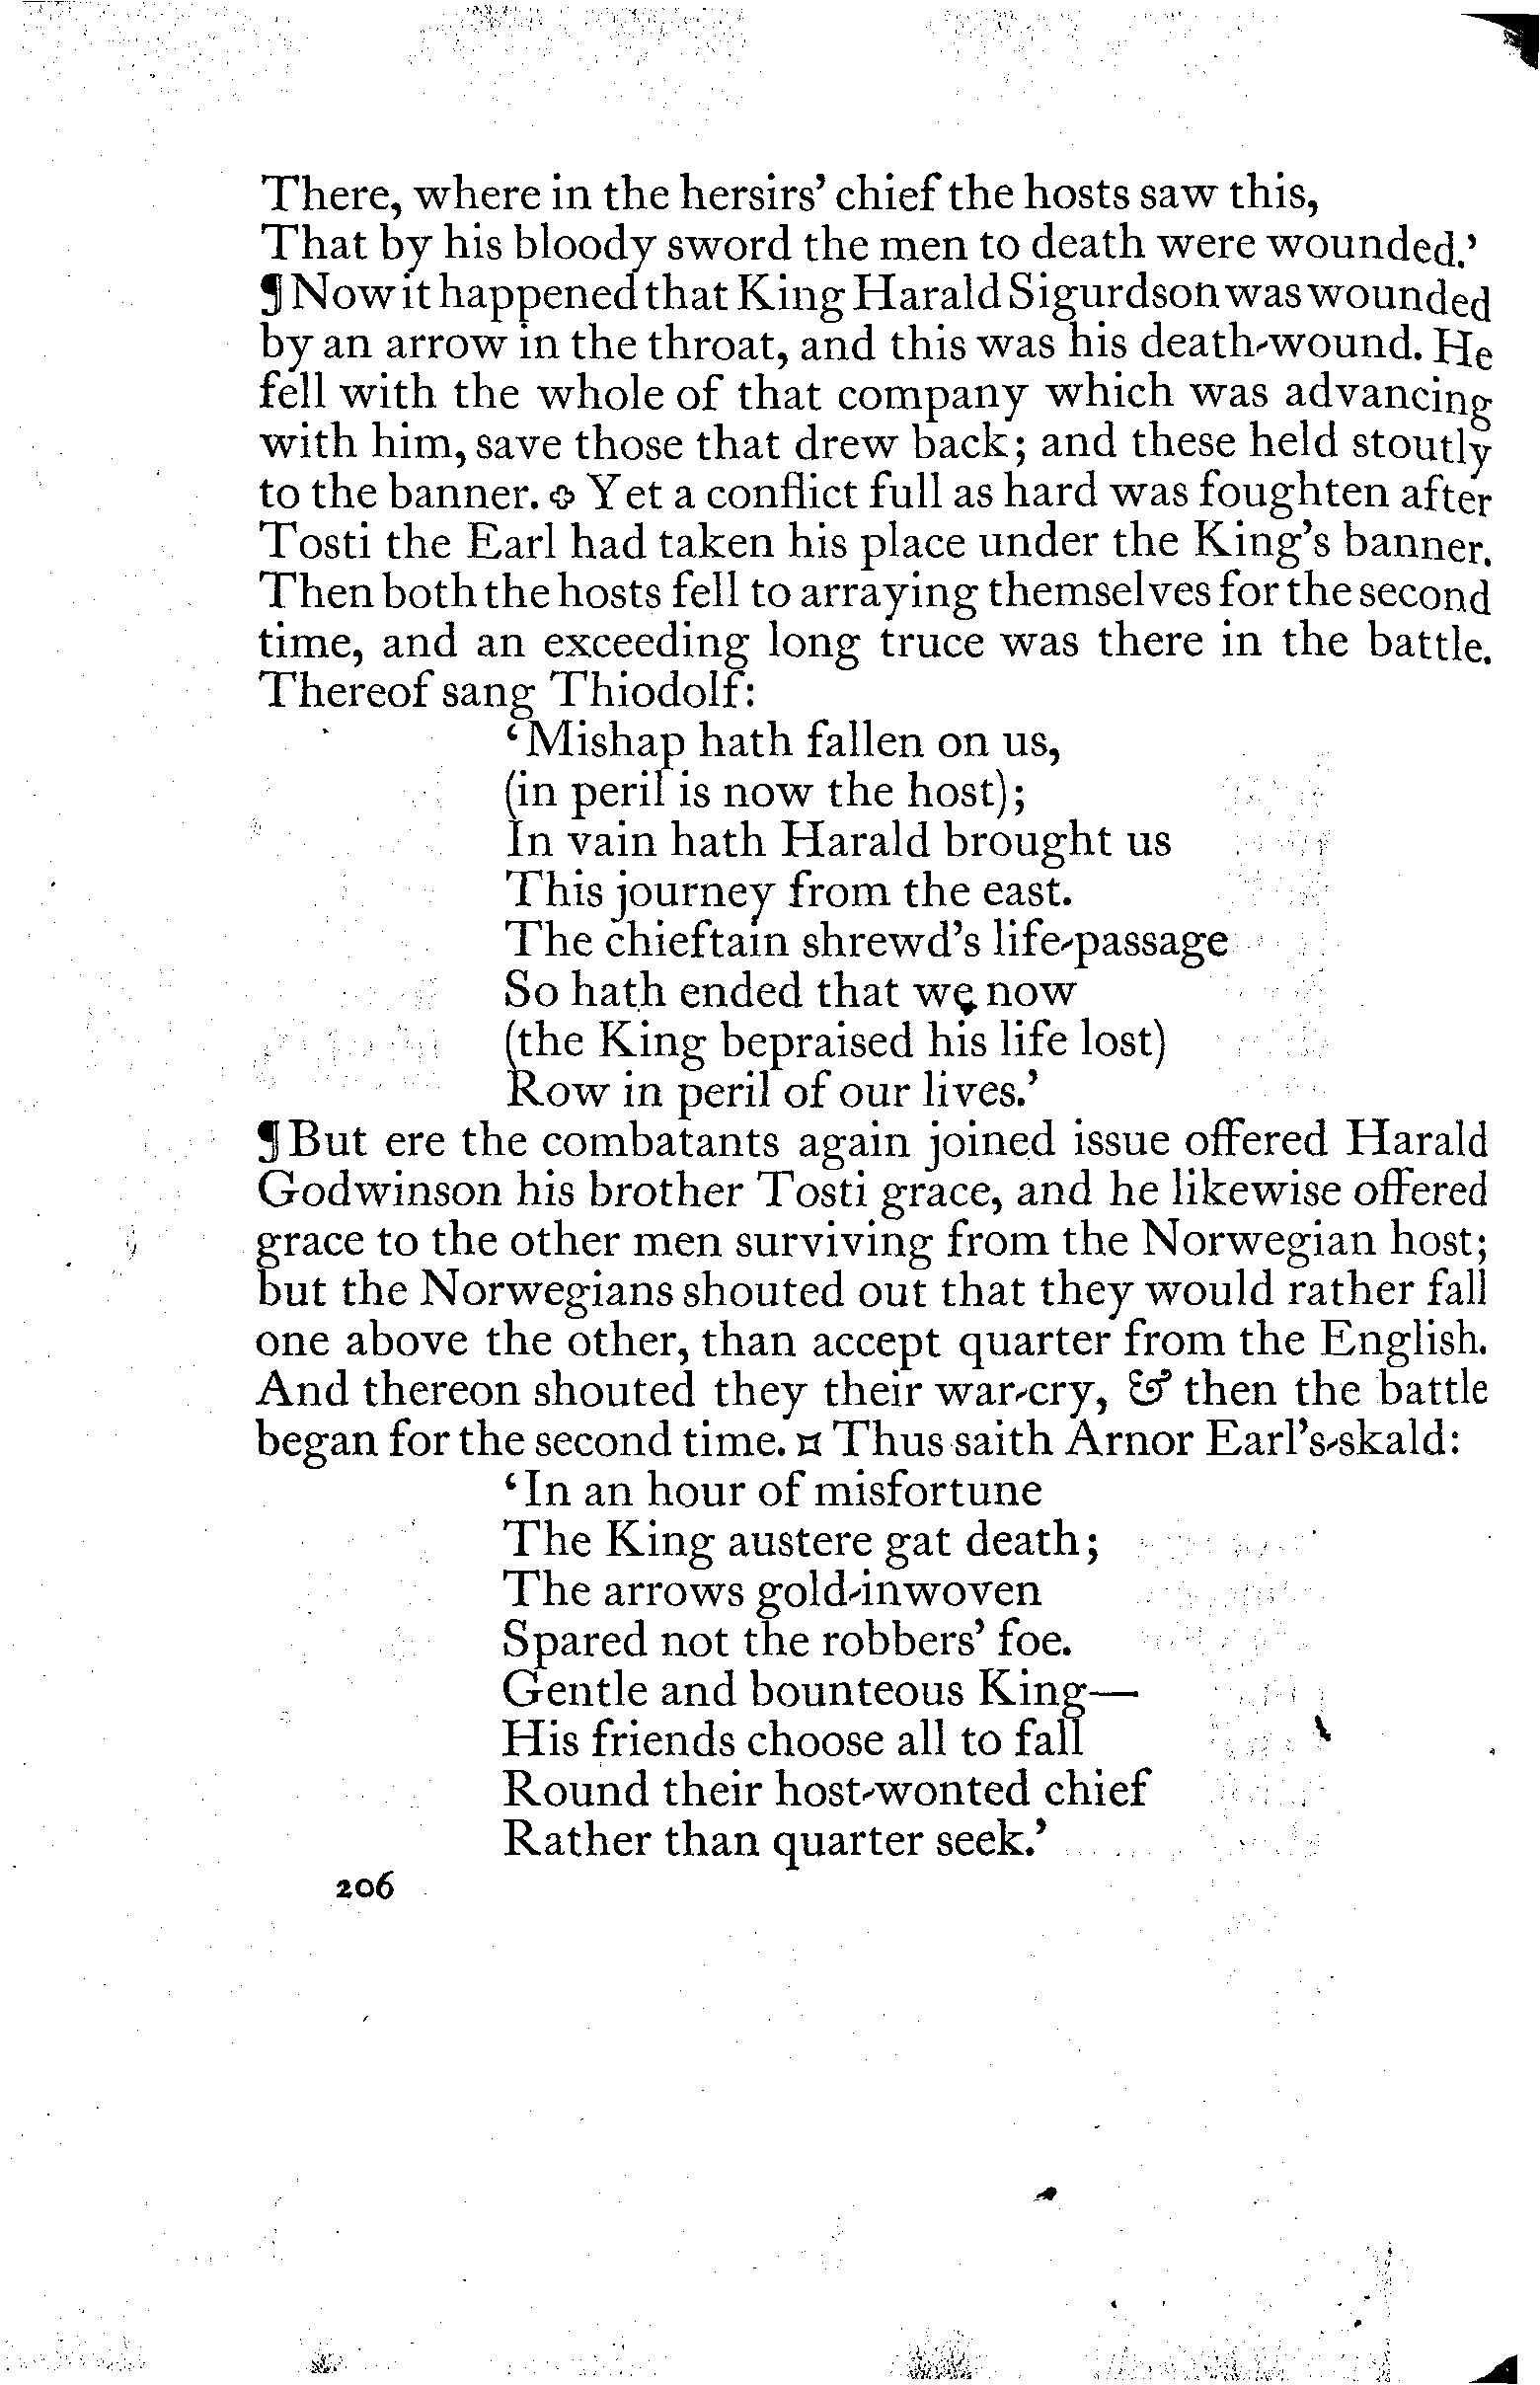 There, where in the hersirs' chief the hosts saw this,
That by his bloody sword the men to death were wounded.'
¶ Now it happened that King Harald Sigurdson was wounded
by an arrow in the throat, and this was his death-wound. He
fell with the whole of that company which was advancing
with him, save those that drew back; and these held stoutly
to the banner. ✥ Yet a conflict full as hard was foughten after
Tosti the Earl had taken his place under the King's banner.
Then both the hosts fell to arraying themselves for the second
time, and an exceeding long truce was there in the battle.
Thereof sang Thiodolf:
'Mishap hath fallen on us,
(in peril is now the host);
In vain hath Harald brought us
This journey from the east.
The chieftain shrewd's life-passage
So hath ended that we now
(the King bepraised his life lost)
Row in peril of our lives.'
¶ But ere the combatants again joined issue offered Harald
Godwinson his brother Tosti grace, and he likewise offered
grace to the other men surviving from the Norwegian host;
but the Norwegians shouted out that they would rather fall
one above the other, than accept quarter from the English.
And thereon shouted they their war-cry, & then the battle
began for the second time. ¤ Thus saith Arnor Earl's-skald:
'In an hour of misfortune
The King austere gat death;
The arrows gold-inwoven
Spared not the robbers' foe.
Gentle and bounteous King—
His friends choose all to fall
Round their host-wonted chief
Rather than quarter seek.'
206